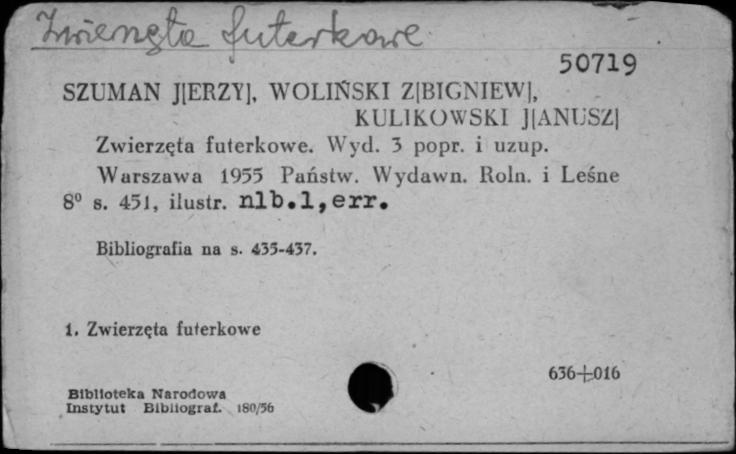 Zwierzęta futerkowe
50719
SZUMAN J[ERZY], WOLIŃSKI Z[BIGNIEW],
KULIKOWSKI J[ANUSZ]
Zwierzęta futerkowe. Wyd. 3 popr. i uzup.
Warszawa 1955 Państw. Wydawn. Roln. i Leśne
8⁰ s. 451, ilustr. nlb.1,err.
Bibliografia na s. 435-437.
1. Zwierzęta futerkowe
636+016
Biblioteka Narodowa
Instytut Bibliograf. 180/56